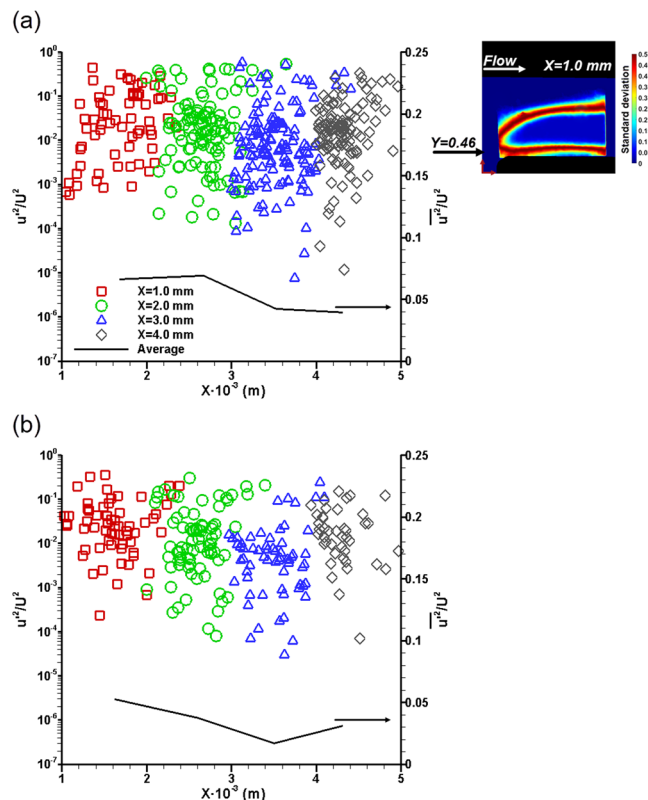 (a)
10⁰
10⁻¹
10⁻²
10⁻³
10⁻⁴
10⁻⁵
10⁻⁶
10⁻⁷
u'²/U²
X=1.0 mm
X=2.0 mm
X=3.0 mm
X=4.0 mm
Average
1 2 3 4 5
X·10⁻³ (m)
0.25
0.2
0.15
0.1
0.05
0
u'²/U²
Flow X=1.0 mm
Y=0.46
0.5
0.5
0.4
0.4
0.3
0.3
0.2
0.2
0.1
0.1
0
Standard deviation
(b)
10⁰
10⁻¹
10⁻²
10⁻³
10⁻⁴
10⁻⁵
10⁻⁶
10⁻⁷
u'²/U²
1 2 3 4 5
X·10⁻³ (m)
0.25
0.2
0.15
0.1
0.05
0
u'²/U²